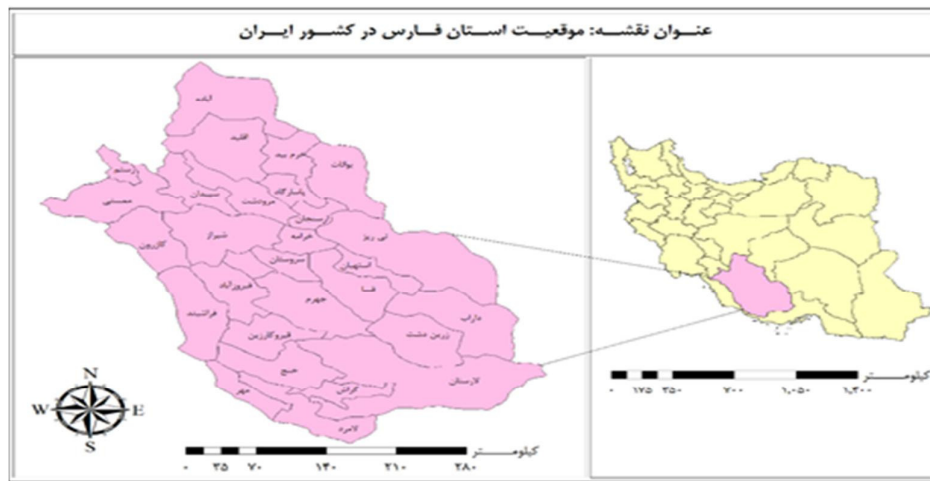 عنوان نقشه: موقعیت استان فارس در کشور ایران
آباده
اقلید
خرم بید
بوانات
رستم
پاسارگاد
ممسنی
سپیدان
مرودشت
سبحان
نی ریز
شیراز
خرامه
کازرون
سروستان
استهبان
فسا
فیروزآباد
جهرم
فراشبند
داراب
زرین دشت
قیروکارزین
خنج
لارستان
گراش
مهر
لامرد
N
W E
S
کیلومتر
۰ ۳۵ ۷۰ ۱۴۰ ۲۱۰ ۲۸۰
کیلومتر
۰ ۱۷۵ ۳۵۰ ۷۰۰ ۱,۰۵۰ ۱,۴۰۰